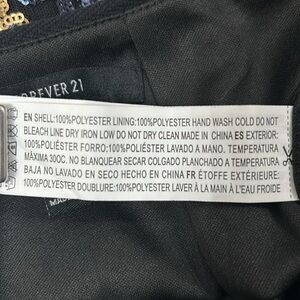 OREVER 21
EN SHELL:100%POLYESTER LINING:100%POLYESTER HAND WASH COLD DO NOT
BLEACH LINE DRY IRON LOW DO NOT DRY CLEAN MADE IN CHINA ES EXTERIOR:
100%POLIÉSTER FORRO:100%POLIÉSTER LAVADO A MANO. TEMPERATURA
MÁXIMA 30OC. NO BLANQUEAR SECAR COLGADO PLANCHADO A TEMPERATURA
BAJA NO LAVADO EN SECO HECHO EN CHINA FR ÉTOFFE EXTÉRIEURE:
100%POLYESTER DOUBLURE:100%POLYESTER LAVER À LA MAIN À L'EAU FROIDE